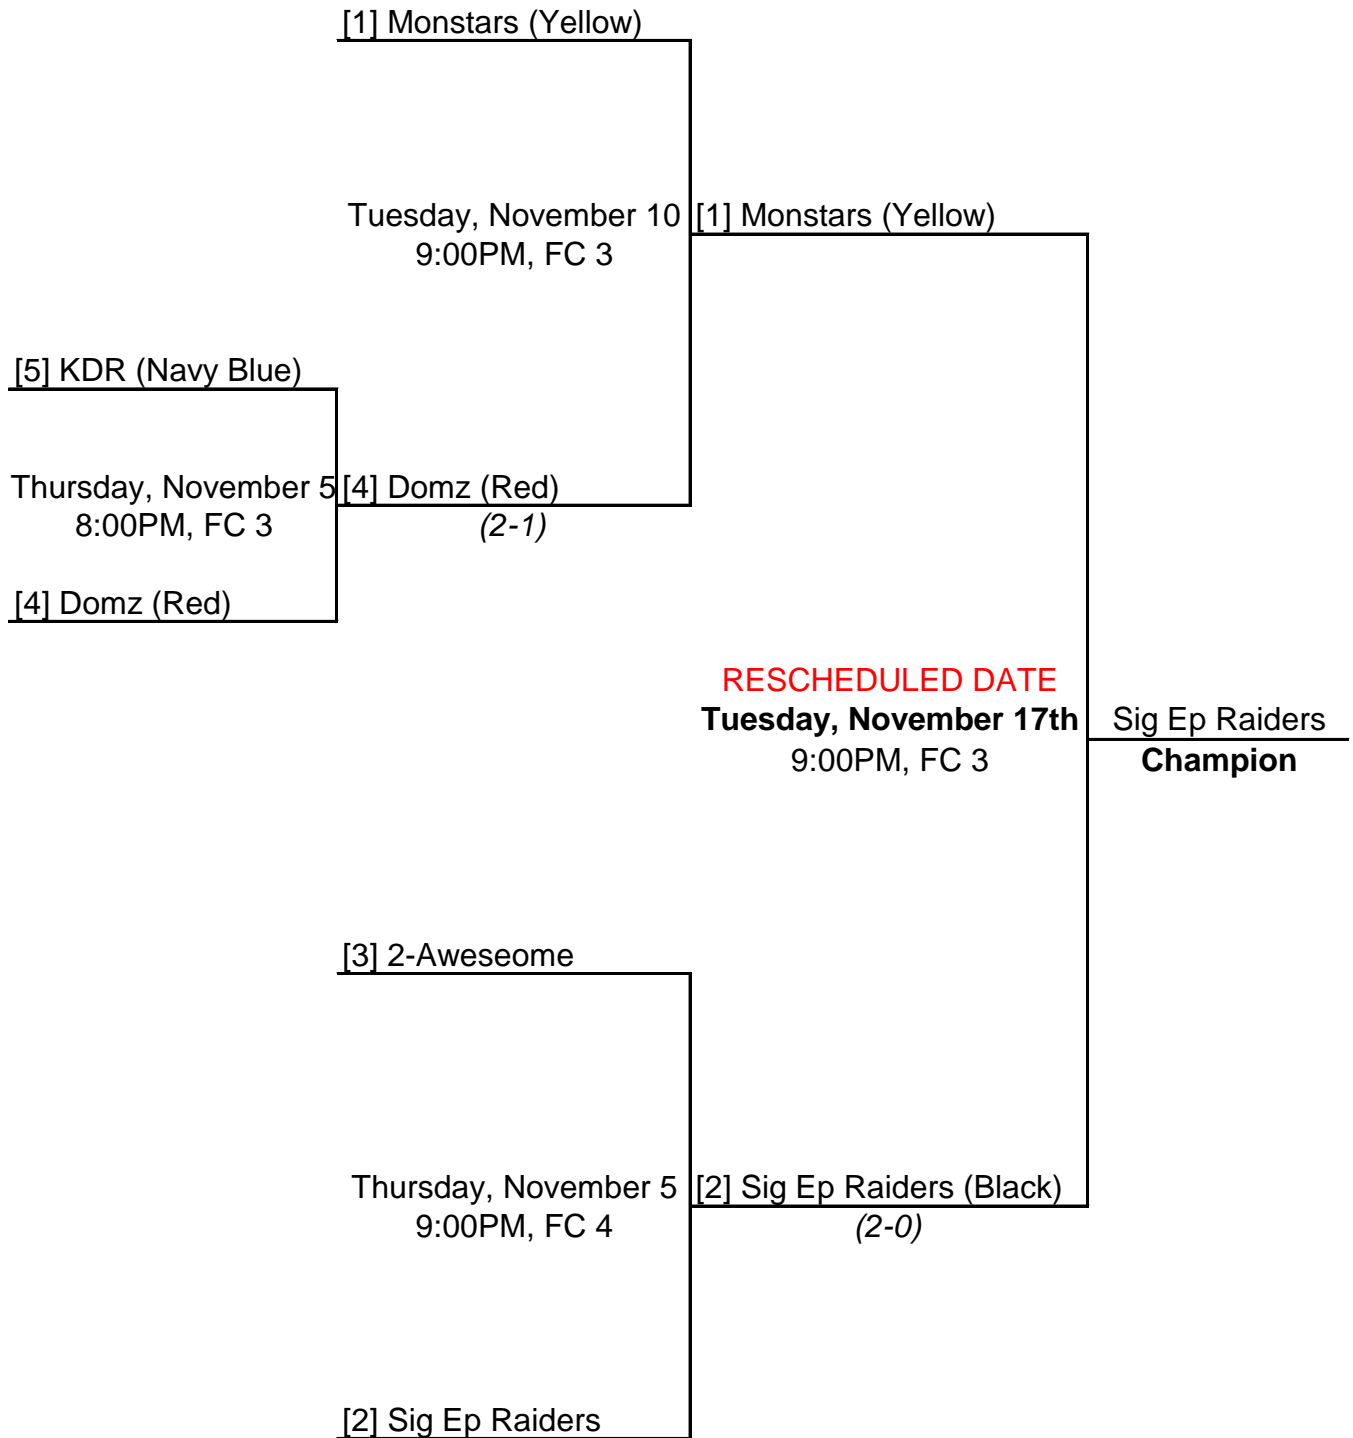 [1] Monstars (Yellow)
Tuesday, November 10
9:00PM, FC 3
[1] Monstars (Yellow)
[5] KDR (Navy Blue)
Thursday, November 5
8:00PM, FC 3
[4] Domz (Red)
(2-1)
[4] Domz (Red)
RESCHEDULED DATE
Tuesday, November 17th
9:00PM, FC 3
Sig Ep Raiders
Champion
[3] 2-Aweseome
Thursday, November 5
9:00PM, FC 4
[2] Sig Ep Raiders (Black)
(2-0)
[2] Sig Ep Raiders